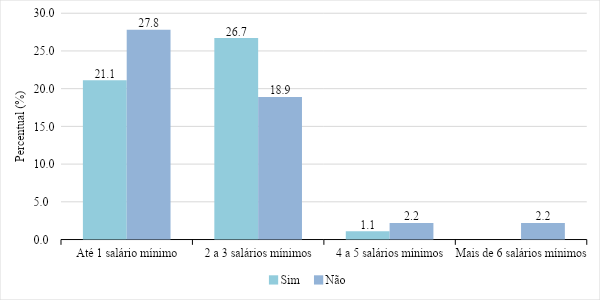 30.0
25.0
20.0
15.0
10.0
5.0
0.0
Percentual (%)
21.1
27.8
26.7
18.9
1.1
2.2
2.2
Até 1 salário mínimo
2 a 3 salários mínimos
4 a 5 salários mínimos
Mais de 6 salários mínimos
Sim
Não